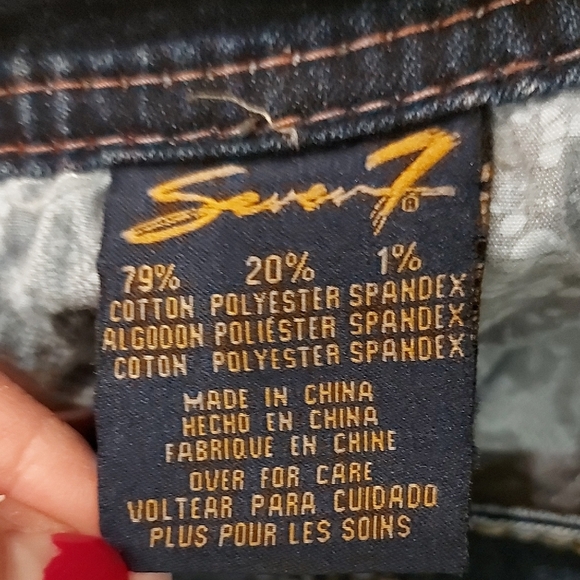 Seven7®
79% 20% 1%
COTTON POLYESTER SPANDEX
ALGODON POLIÉSTER SPANDEX
COTON POLYESTER SPANDEX
MADE IN CHINA
HECHO EN CHINA
FABRIQUE EN CHINE
OVER FOR CARE
VOLTEAR PARA CUIDADO
PLUS POUR LES SOINS